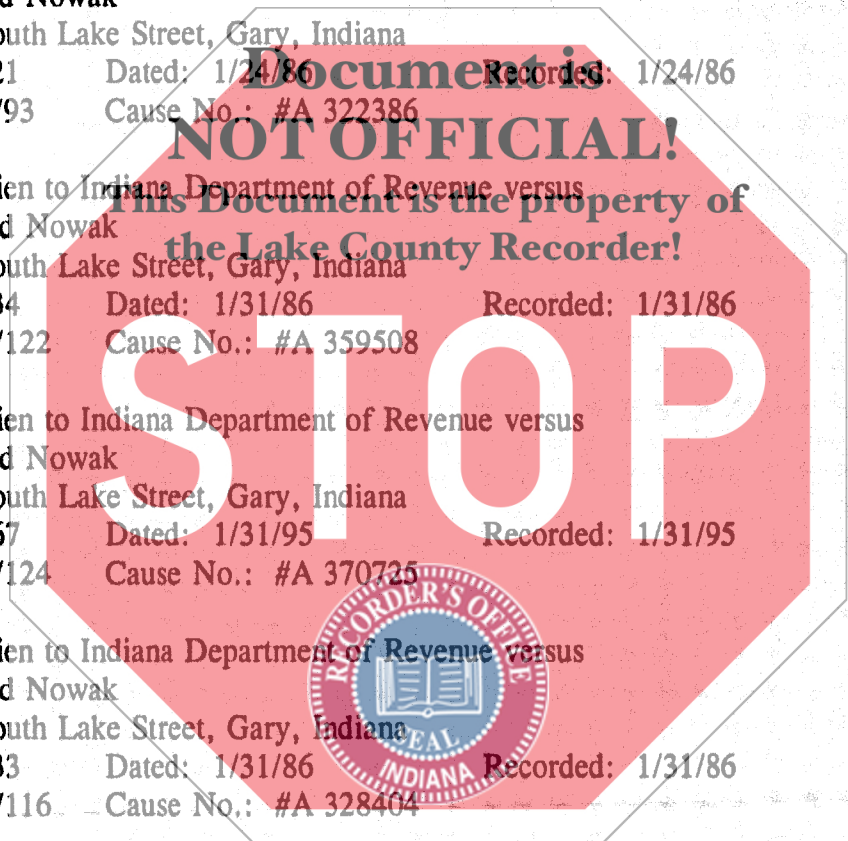 d Nowak
outh Lake Street, Gary, Indiana
21 Dated: 1/24/86 Recorded: 1/24/86
/93 Cause No.: #A 322386
Document is
NOT OFFICIAL!
This Document is the property of
the Lake County Recorder!
ien to Indiana Department of Revenue versus
d Nowak
outh Lake Street, Gary, Indiana
34 Dated: 1/31/86 Recorded: 1/31/86
/122 Cause No.: #A 359508
STOP
ien to Indiana Department of Revenue versus
d Nowak
outh Lake Street, Gary, Indiana
67 Dated: 1/31/95 Recorded: 1/31/95
/124 Cause No.: #A 370725
RECORDER'S OFFICE
SEAL
INDIANA
ien to Indiana Department of Revenue versus
d Nowak
outh Lake Street, Gary, Indiana
33 Dated: 1/31/86 Recorded: 1/31/86
/116 Cause No.: #A 328404